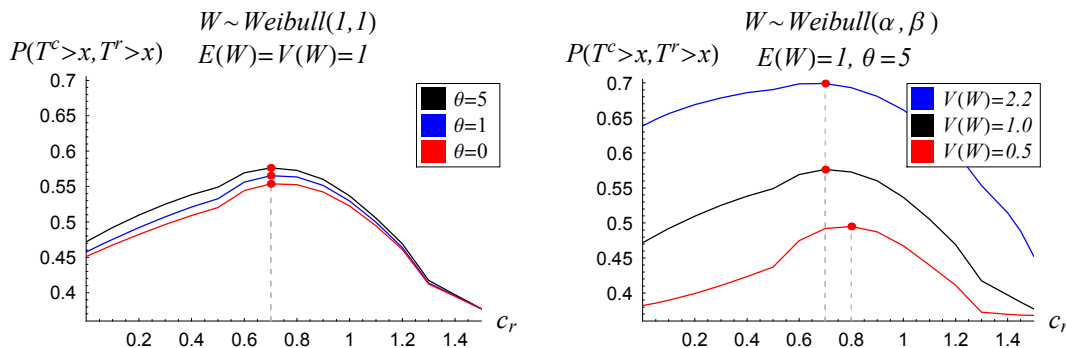 W~Weibull(1,1)
P(T^c>x,T^r>x)
E(W)=V(W)=1
0.7
0.65
0.6
0.55
0.5
0.45
0.4
θ=5
θ=1
θ=0
0.2 0.4 0.6 0.8 1 1.2 1.4
c_r
W~Weibull(α,β)
P(T^c>x,T^r>x)
E(W)=1, θ=5
0.7
0.65
0.6
0.55
0.5
0.45
0.4
V(W)=2.2
V(W)=1.0
V(W)=0.5
0.2 0.4 0.6 0.8 1 1.2 1.4
c_r